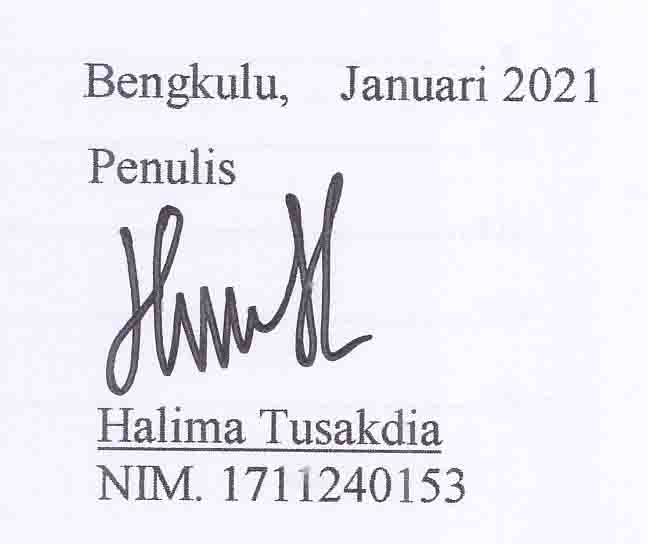 Bengkulu, Januari 2021
Penulis
Halima Tusakdia
NIM. 1711240153